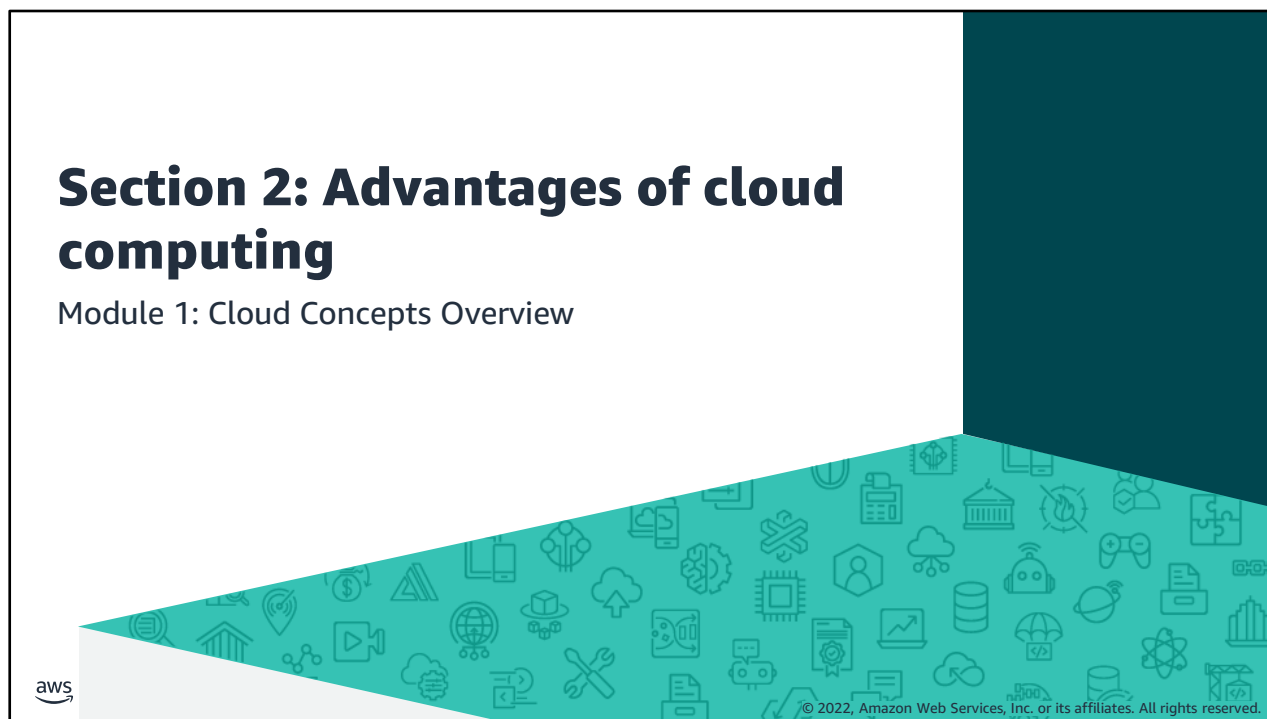 Section 2: Advantages of cloud
computing
Module 1: Cloud Concepts Overview
aws
© 2022, Amazon Web Services, Inc. or its affiliates. All rights reserved.